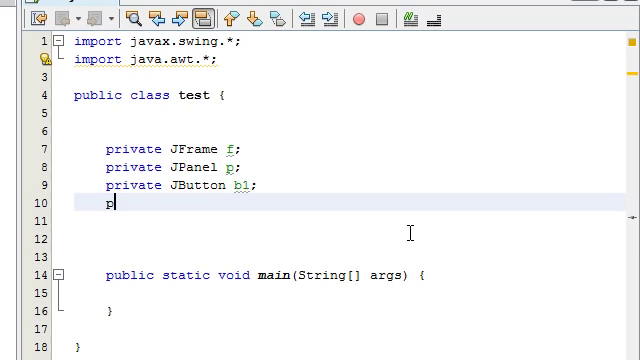 1 import javax.swing.*;
import java.awt.*;
3
4 public class test {
5
6
7 private JFrame f;
8 private JPanel p;
9 private JButton b1;
10 p
11
12
13
14 public static void main(String[] args) {
15
16 }
17
18 }